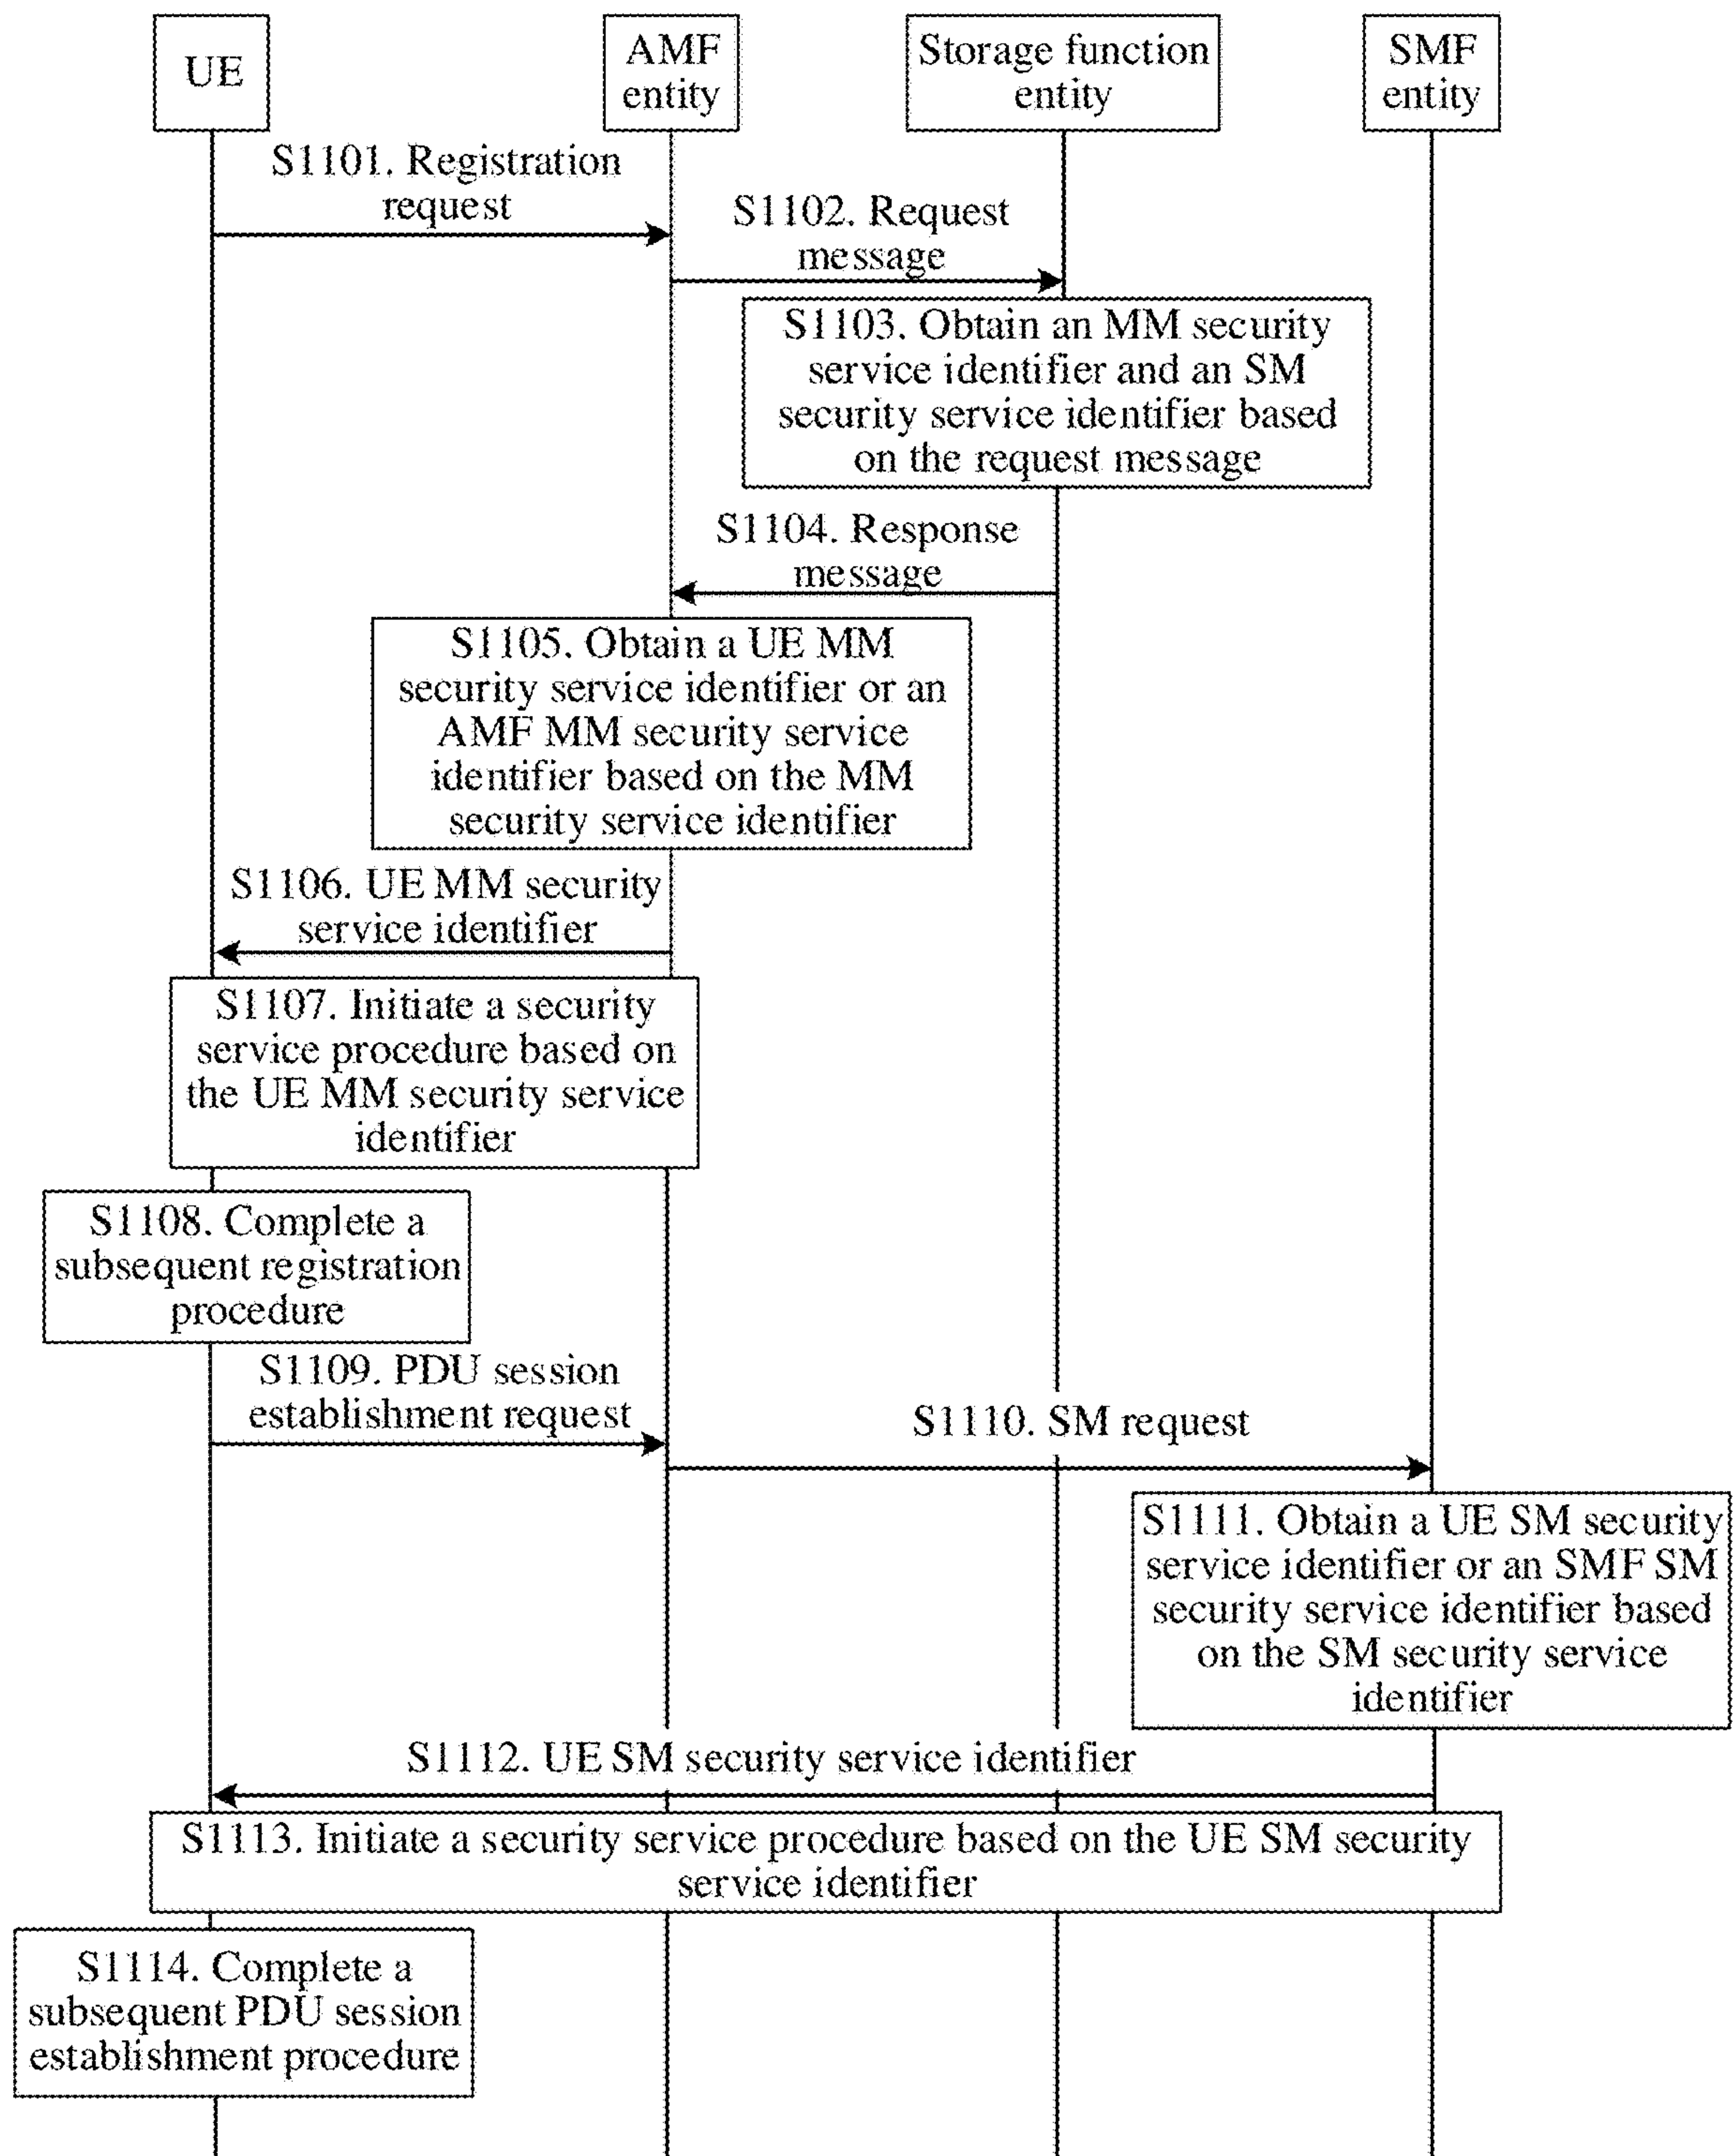 UE
AMF
entity
Storage function
entity
SMF
entity
S1101. Registration
request
S1102. Request
message
S1103. Obtain an MM security
service identifier and an SM
security service identifier based
on the request message
S1104. Response
message
S1105. Obtain a UE MM
security service identifier or an
AMF MM security service
identifier based on the MM
security service identifier
S1106. UE MM security
service identifier
S1107. Initiate a security
service procedure based on
the UE MM security service
identifier
S1108. Complete a
subsequent registration
procedure
S1109. PDU session
establishment request
S1110. SM request
S1111. Obtain a UE SM security
service identifier or an SMF SM
security service identifier based
on the SM security service
identifier
S1112. UE SM security service identifier
S1113. Initiate a security service procedure based on the UE SM security
service identifier
S1114. Complete a
subsequent PDU session
establishment procedure